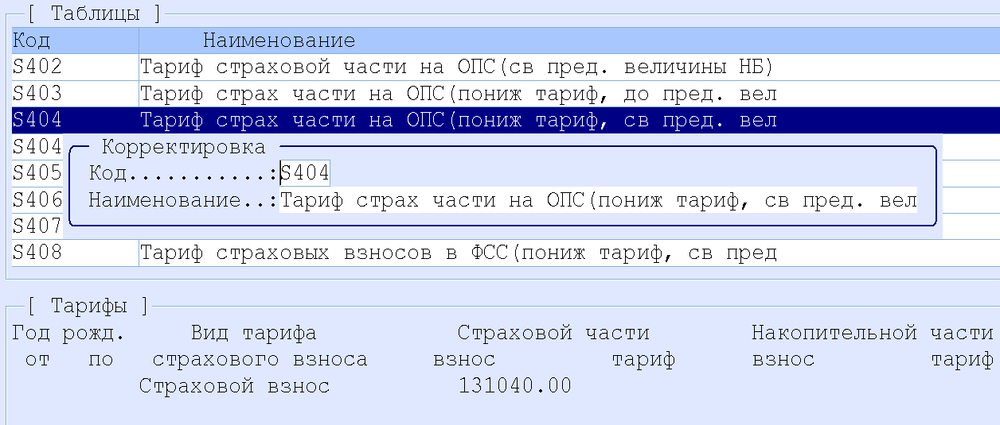 [ Таблицы ]
Код Наименование
S402 Тариф страховой части на ОПС(св пред. величины НБ)
S403 Тариф страх части на ОПС(пониж тариф, до пред. вел
S404 Тариф страх части на ОПС(пониж тариф, св пред. вел
S404 Корректировка
S405 Код...........:S404
S406 Наименование..:Тариф страх части на ОПС(пониж тариф, св пред. вел
S407
S408 Тариф страховых взносов в ФСС(пониж тариф, св пред
[ Тарифы ]
Год рожд. Вид тарифа Страховой части Накопительной части
от по страхового взноса взнос тариф взнос тариф
Страховой взнос 131040.00